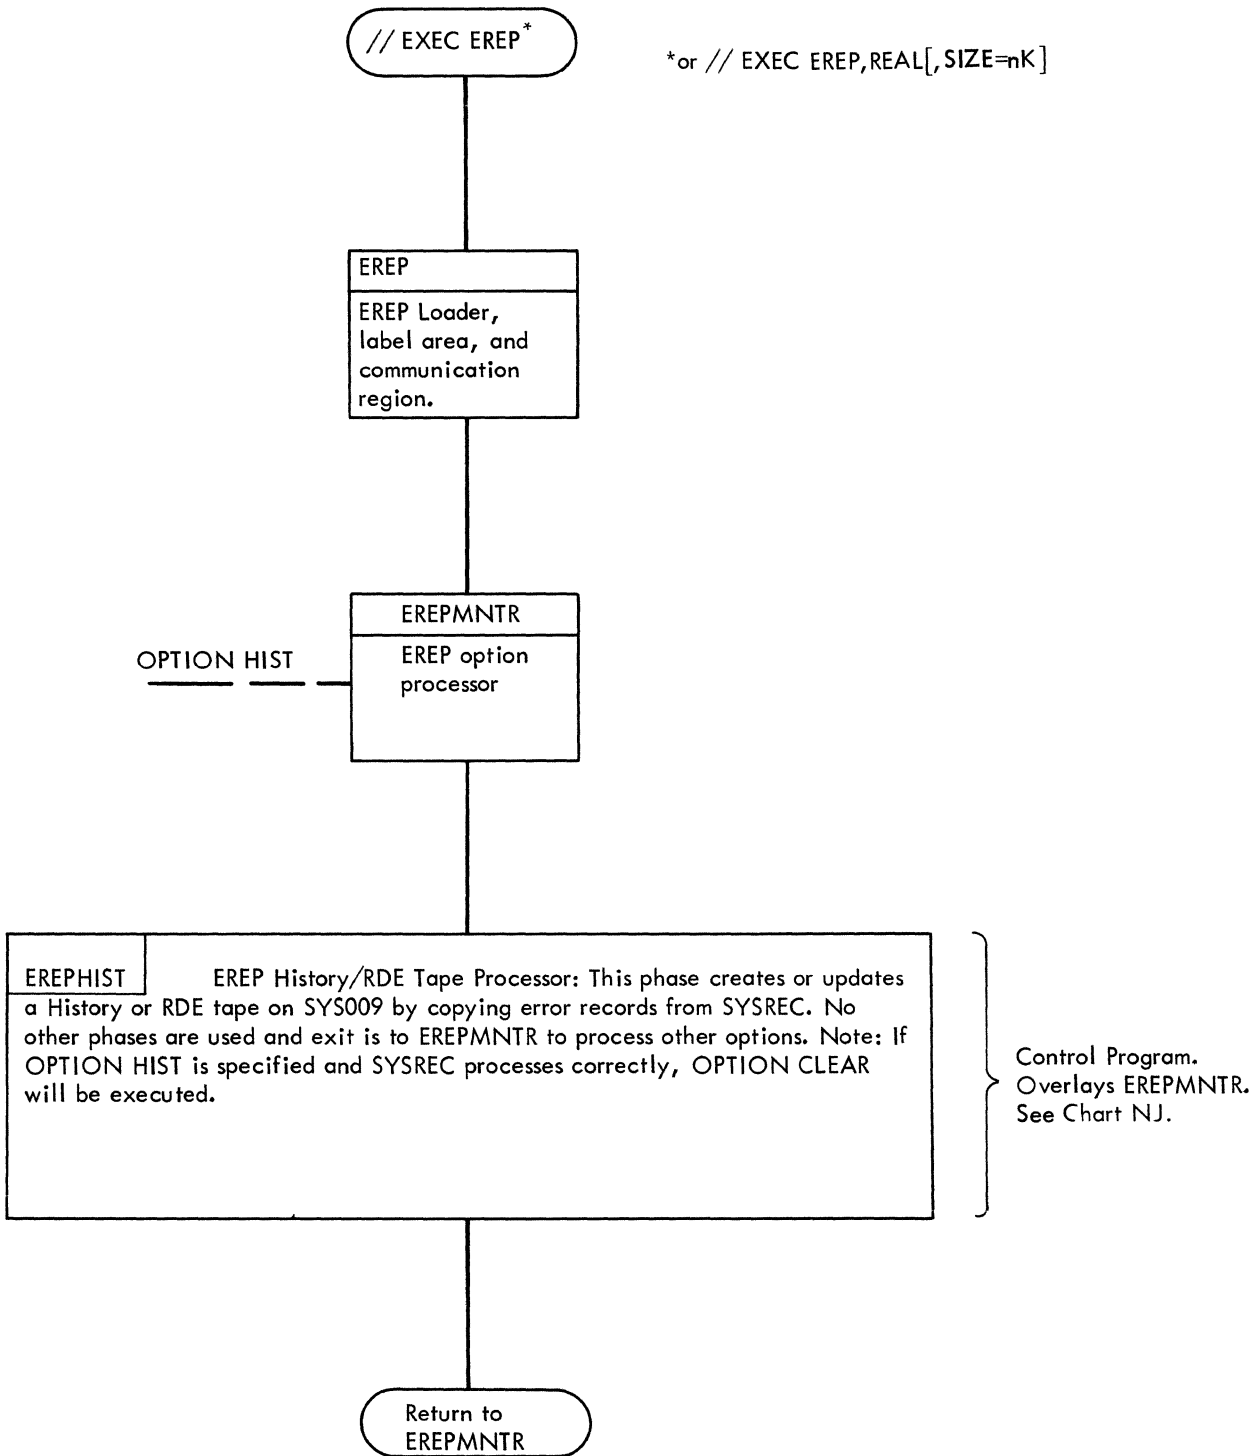 // EXEC EREP*
*or // EXEC EREP,REAL[,SIZE=nK]
EREP
EREP Loader,
label area, and
communication
region.
EREPMNTR
EREP option
processor
OPTION HIST
EREPHIST EREP History/RDE Tape Processor: This phase creates or updates
a History or RDE tape on SYS009 by copying error records from SYSREC. No
other phases are used and exit is to EREPMNTR to process other options. Note: If
OPTION HIST is specified and SYSREC processes correctly, OPTION CLEAR
will be executed.
Control Program.
Overlays EREPMNTR.
See Chart NJ.
Return to
EREPMNTR